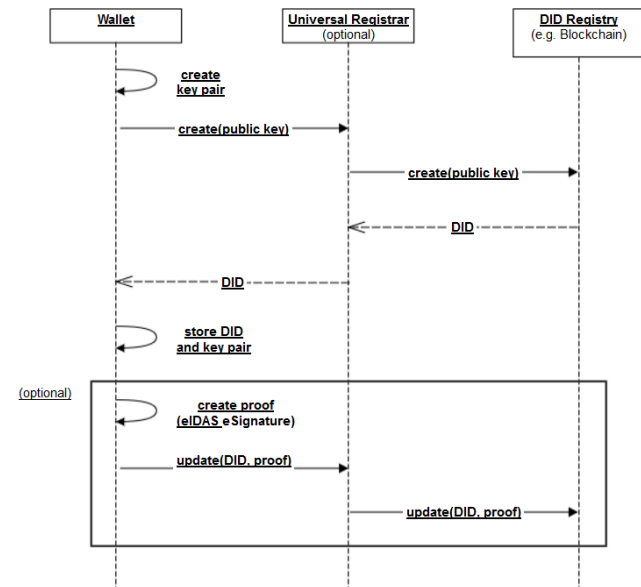 Wallet
Universal Registrar
(optional)
DID Registry
(e.g. Blockchain)
create
key pair
create(public key)
create(public key)
DID
DID
store DID
and key pair
(optional)
create proof
(eIDAS eSignature)
update(DID, proof)
update(DID, proof)